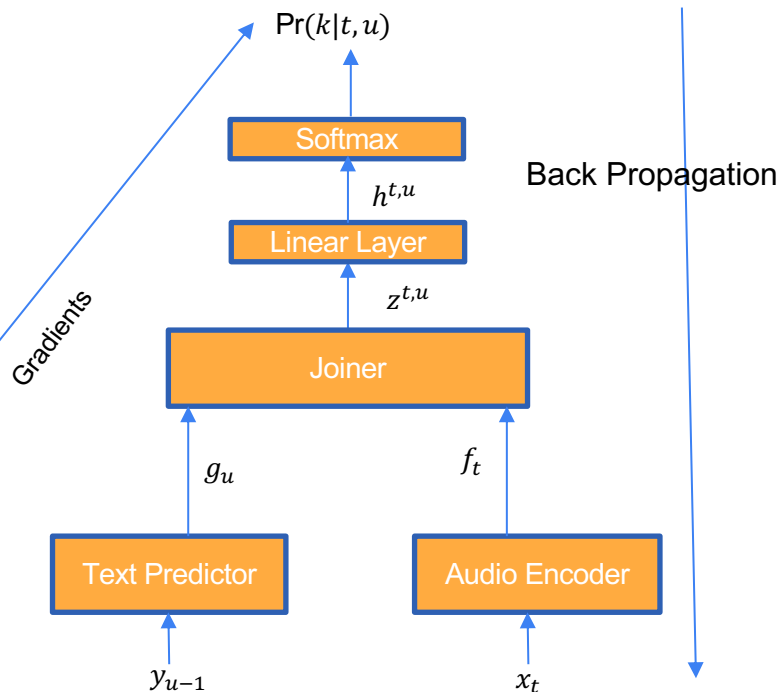 Pr(k|t, u)
Softmax
h^{t,u}
Back Propagation
Linear Layer
z^{t,u}
Gradients
Joiner
g_u
f_t
Text Predictor
Audio Encoder
y_{u−1}
x_t